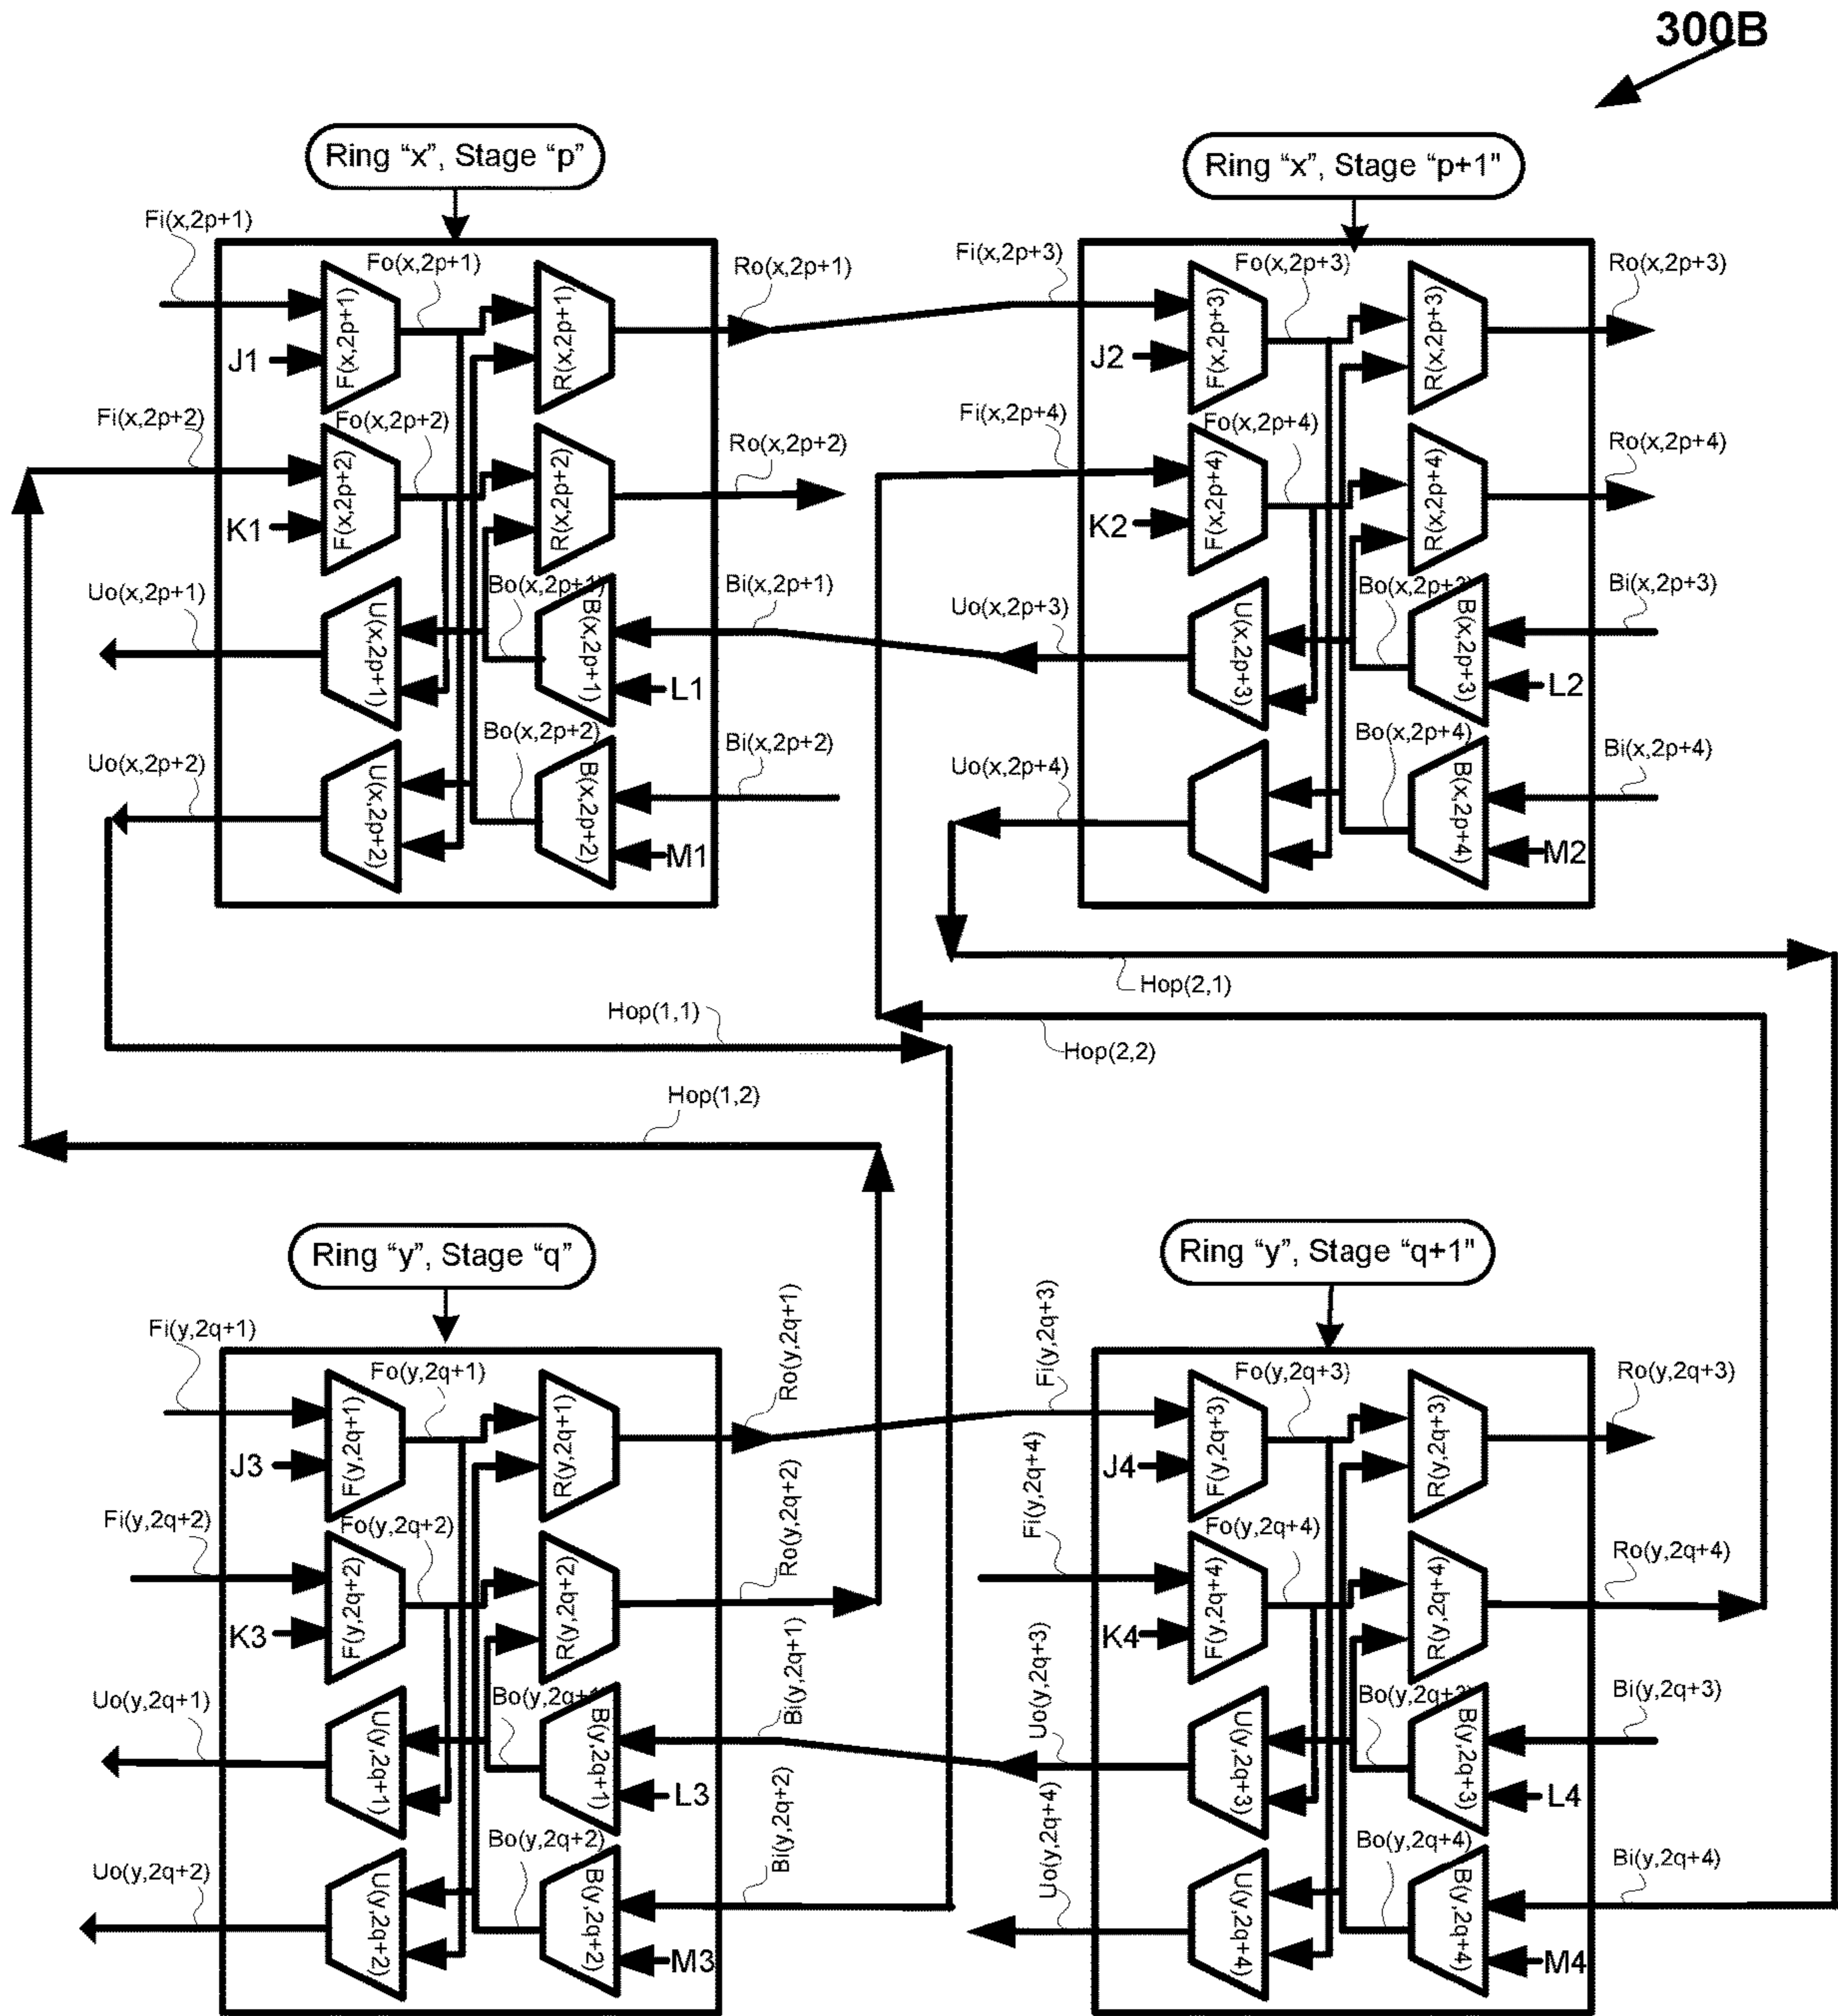 300B
Ring "x", Stage "p"
Ring "x", Stage "p+1"
Fi(x,2p+1)
Fo(x,2p+1)
Ro(x,2p+1)
F(x,2p+1)
R(x,2p+1)
J1
Fi(x,2p+2)
Fo(x,2p+2)
Ro(x,2p+2)
F(x,2p+2)
R(x,2p+2)
K1
Uo(x,2p+1)
Bo(x,2p+1)
Bi(x,2p+1)
U(x,2p+1)
B(x,2p+1)
L1
Uo(x,2p+2)
Bo(x,2p+2)
Bi(x,2p+2)
U(x,2p+2)
B(x,2p+2)
M1
Fi(x,2p+3)
Fo(x,2p+3)
Ro(x,2p+3)
F(x,2p+3)
R(x,2p+3)
J2
Fi(x,2p+4)
Fo(x,2p+4)
Ro(x,2p+4)
F(x,2p+4)
R(x,2p+4)
K2
Uo(x,2p+3)
Bo(x,2p+3)
Bi(x,2p+3)
U(x,2p+3)
B(x,2p+3)
L2
Uo(x,2p+4)
Bo(x,2p+4)
Bi(x,2p+4)
B(x,2p+4)
M2
Hop(2,1)
Hop(1,1)
Hop(2,2)
Hop(1,2)
Ring "y", Stage "q"
Ring "y", Stage "q+1"
Fi(y,2q+1)
Fo(y,2q+1)
Ro(y,2q+1)
F(y,2q+1)
R(y,2q+1)
J3
Fi(y,2q+2)
Fo(y,2q+2)
Ro(y,2q+2)
F(y,2q+2)
R(y,2q+2)
K3
Uo(y,2q+1)
Bo(y,2q+1)
Bi(y,2q+1)
U(y,2q+1)
B(y,2q+1)
L3
Uo(y,2q+2)
Bo(y,2q+2)
Bi(y,2q+2)
U(y,2q+2)
B(y,2q+2)
M3
Fi(y,2q+3)
Fo(y,2q+3)
Ro(y,2q+3)
F(y,2q+3)
R(y,2q+3)
J4
Fi(y,2q+4)
Fo(y,2q+4)
Ro(y,2q+4)
F(y,2q+4)
R(y,2q+4)
K4
Uo(y,2q+3)
Bo(y,2q+3)
Bi(y,2q+3)
U(y,2q+3)
B(y,2q+3)
L4
Uo(y,2q+4)
Bo(y,2q+4)
Bi(y,2q+4)
U(y,2q+4)
B(y,2q+4)
M4